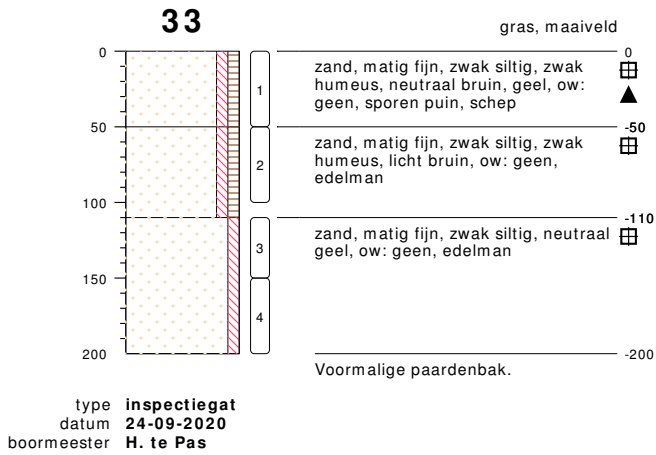 33
gras, maaiveld
0
50
100
150
200
1
2
3
4
0
zand, matig fijn, zwak siltig, zwak
humeus, neutraal bruin, geel, ow:
geen, sporen puin, schep
-50
zand, matig fijn, zwak siltig, zwak
humeus, licht bruin, ow: geen,
edelman
-110
zand, matig fijn, zwak siltig, neutraal
geel, ow: geen, edelman
-200
Voormalige paardenbak.
type inspectiegat
datum 24-09-2020
boormeester H. te Pas